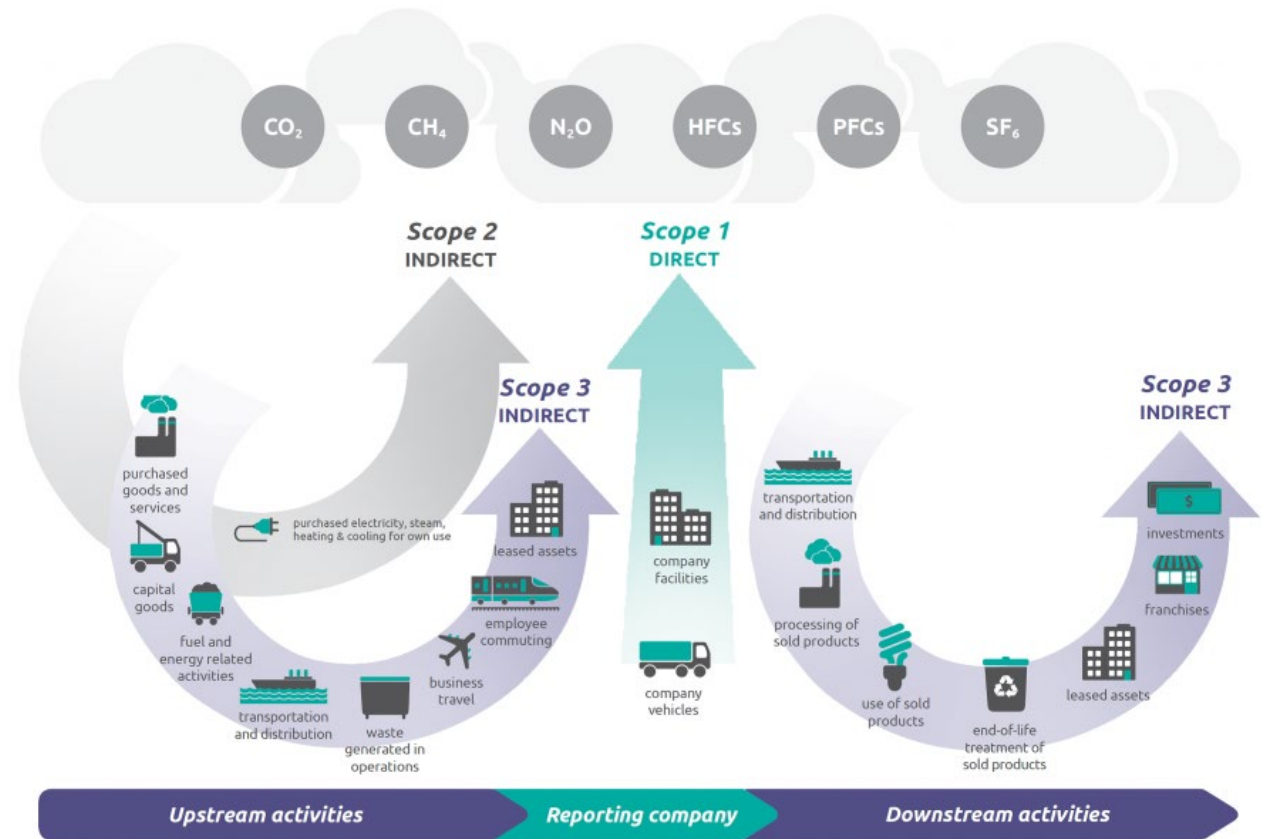 CO₂
CH₄
N₂O
HFCs
PFCs
SF₆
Scope 2
INDIRECT
Scope 1
DIRECT
Scope 3
INDIRECT
Scope 3
INDIRECT
purchased
goods and
services
capital
goods
fuel and
energy related
activities
transportation
and distribution
waste
generated in
operations
business
travel
employee
commuting
leased assets
purchased electricity, steam,
heating & cooling for own use
company
facilities
company
vehicles
transportation
and distribution
processing of
sold products
use of sold
products
end-of-life
treatment of
sold products
leased assets
franchises
$
investments
Upstream activities
Reporting company
Downstream activities